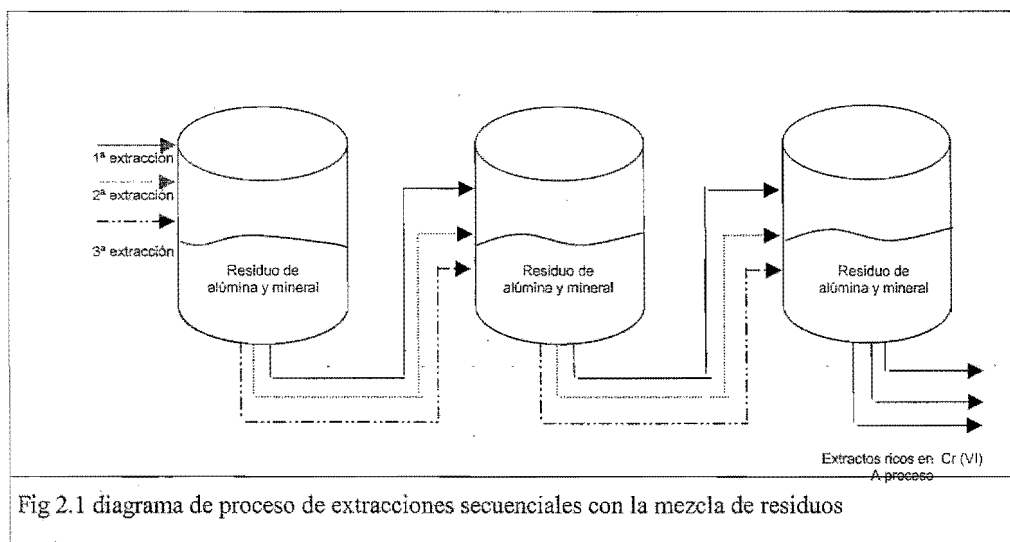 1ª extracción
2ª extracción
3ª extracción
Residuo de
alúmina y mineral
Residuo de
alúmina y mineral
Residuo de
alúmina y mineral
Extractos ricos en Cr (VI)
A proceso
Fig 2.1 diagrama de proceso de extracciones secuenciales con la mezcla de residuos